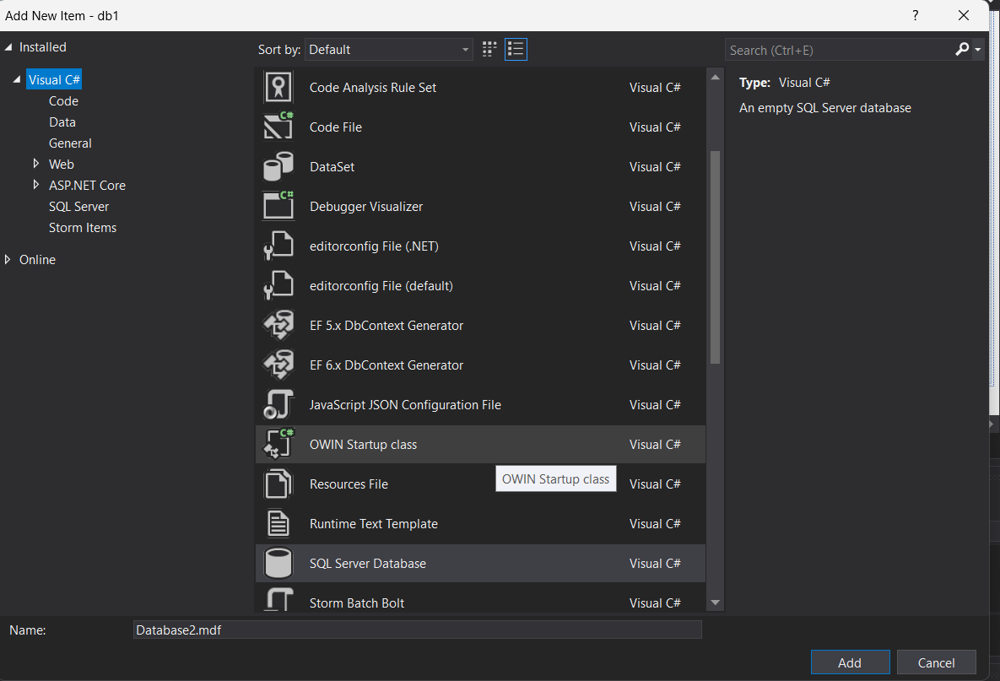 Add New Item - db1
?
Installed
Visual C#
Code
Data
General
Web
ASP.NET Core
SQL Server
Storm Items
Online
Sort by: Default
Code Analysis Rule Set Visual C#
C#
Code File Visual C#
DataSet Visual C#
C#
Debugger Visualizer Visual C#
editorconfig File (.NET) Visual C#
editorconfig File (default) Visual C#
EF 5.x DbContext Generator Visual C#
EF 6.x DbContext Generator Visual C#
JavaScript JSON Configuration File Visual C#
C#
OWIN Startup class Visual C#
OWIN Startup class
Resources File Visual C#
Runtime Text Template Visual C#
SQL Server Database Visual C#
Storm Batch Bolt Visual C#
Search (Ctrl+E)
Type: Visual C#
An empty SQL Server database
Name: Database2.mdf
Add
Cancel